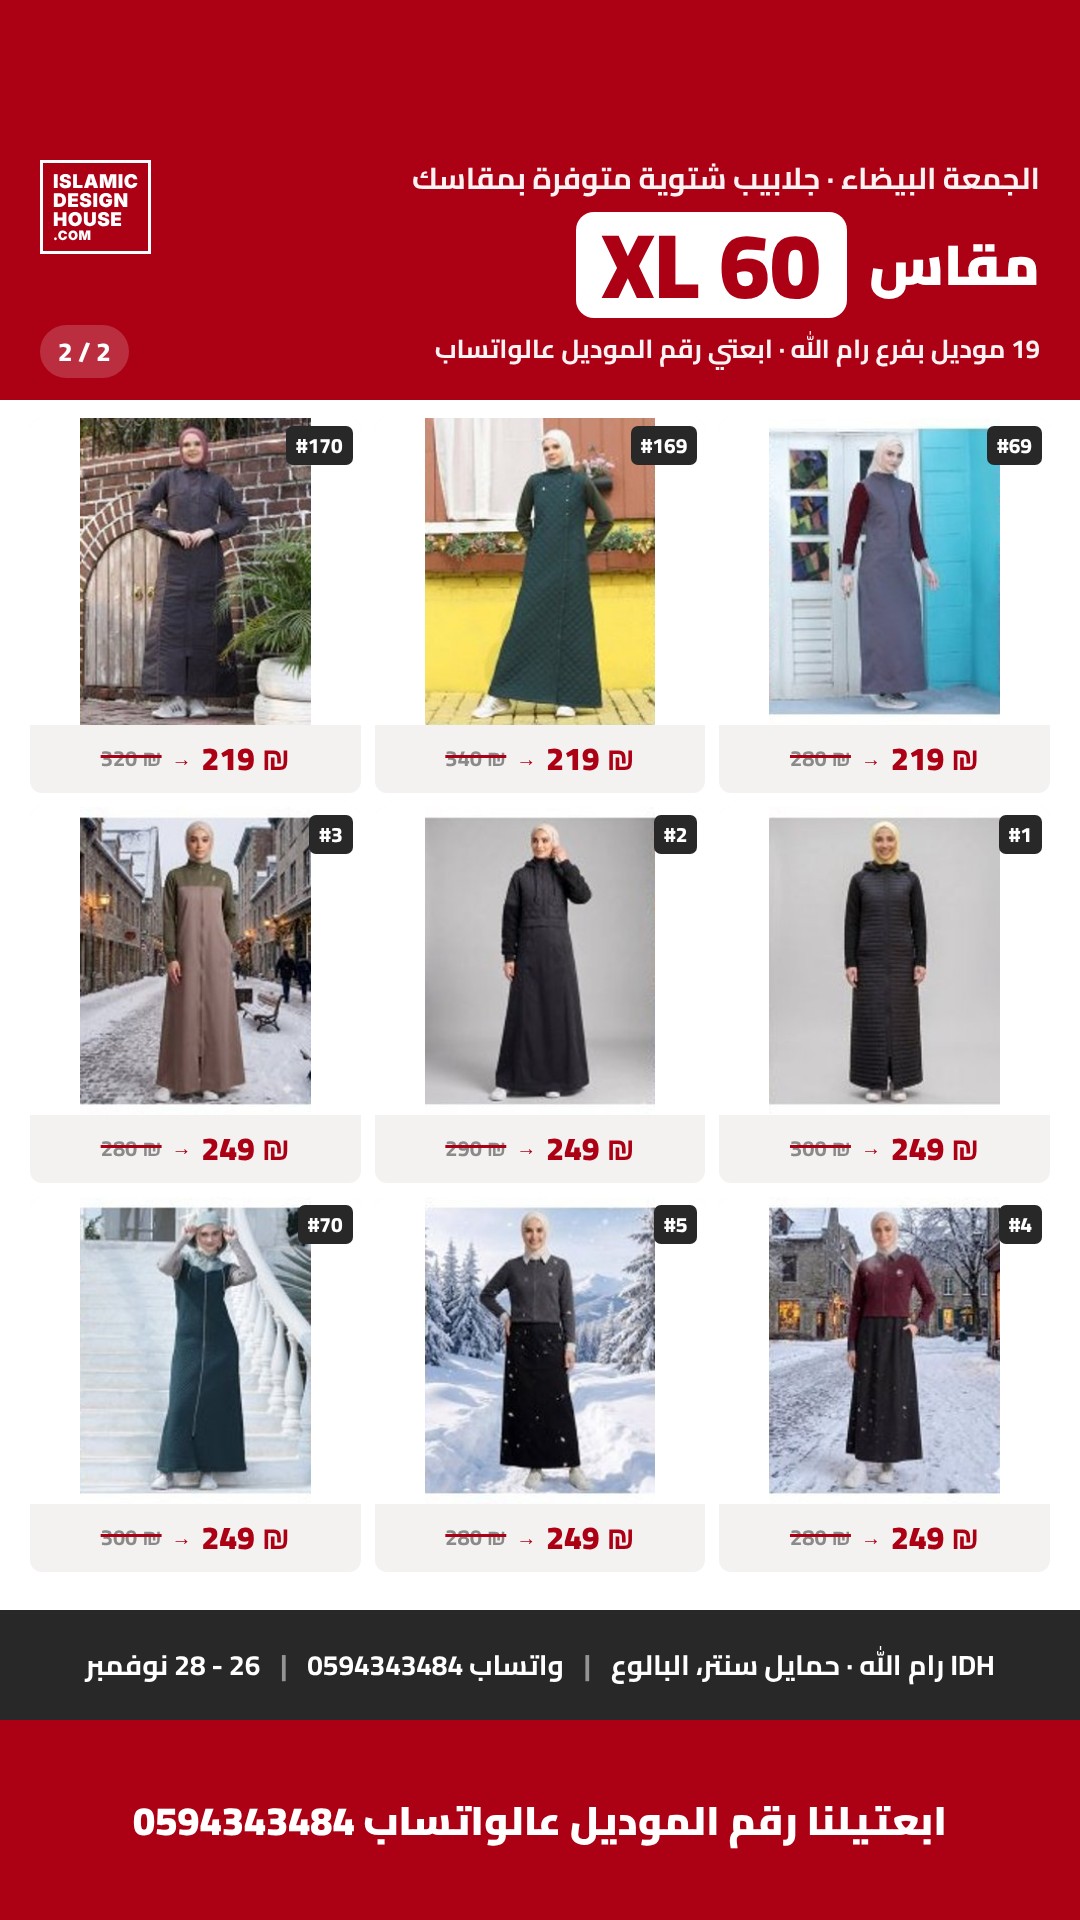 ISLAMIC
DESIGN
HOUSE
.COM
الجمعة البيضاء · جلابيب شتوية متوفرة بمقاسك
مقاس XL 60
19 موديل بفرع رام الله · ابعتي رقم الموديل عالواتساب
2 / 2
#69
280 ₪ → 219 ₪
#169
340 ₪ → 219 ₪
#170
320 ₪ → 219 ₪
#1
300 ₪ → 249 ₪
#2
290 ₪ → 249 ₪
#3
280 ₪ → 249 ₪
#4
280 ₪ → 249 ₪
#5
280 ₪ → 249 ₪
#70
300 ₪ → 249 ₪
IDH رام الله · حمايل سنتر، البالوع | واتساب 0594343484 | 26 - 28 نوفمبر
ابعتيلنا رقم الموديل عالواتساب 0594343484